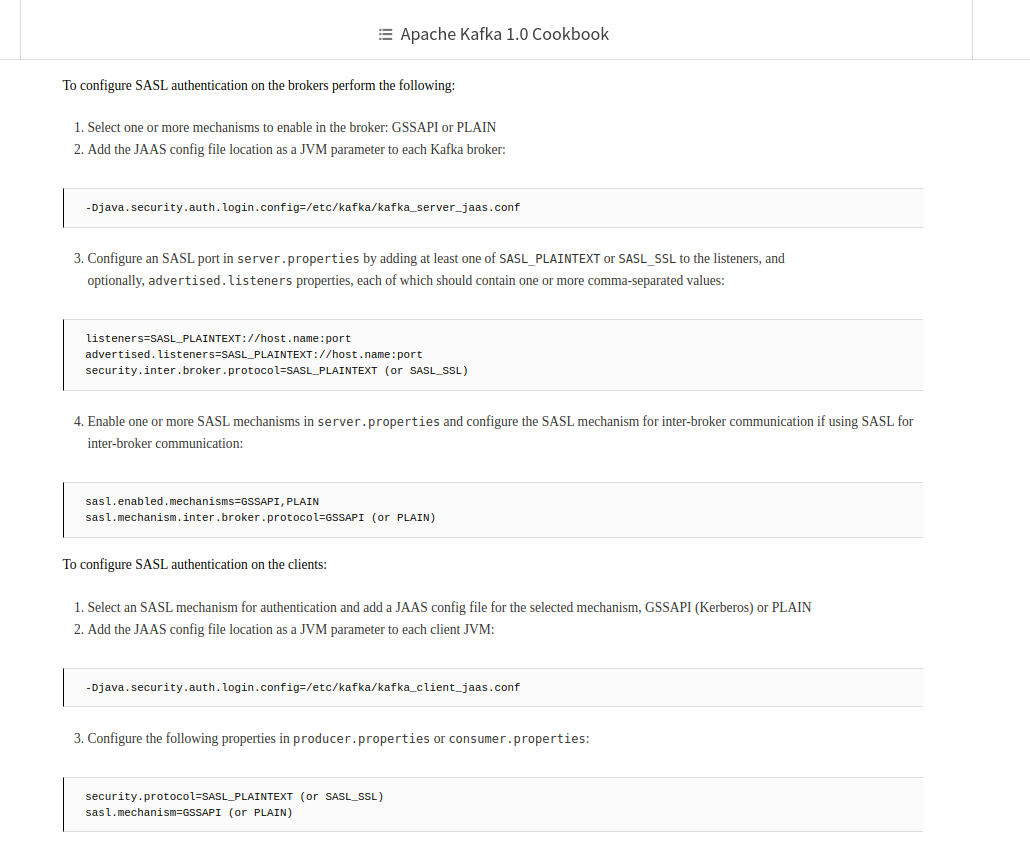 Apache Kafka 1.0 Cookbook
To configure SASL authentication on the brokers perform the following:
1. Select one or more mechanisms to enable in the broker: GSSAPI or PLAIN
2. Add the JAAS config file location as a JVM parameter to each Kafka broker:
-Djava.security.auth.login.config=/etc/kafka/kafka_server_jaas.conf
3. Configure an SASL port in server.properties by adding at least one of SASL_PLAINTEXT or SASL_SSL to the listeners, and
optionally, advertised.listeners properties, each of which should contain one or more comma-separated values:
listeners=SASL_PLAINTEXT://host.name:port
advertised.listeners=SASL_PLAINTEXT://host.name:port
security.inter.broker.protocol=SASL_PLAINTEXT (or SASL_SSL)
4. Enable one or more SASL mechanisms in server.properties and configure the SASL mechanism for inter-broker communication if using SASL for
inter-broker communication:
sasl.enabled.mechanisms=GSSAPI,PLAIN
sasl.mechanism.inter.broker.protocol=GSSAPI (or PLAIN)
To configure SASL authentication on the clients:
1. Select an SASL mechanism for authentication and add a JAAS config file for the selected mechanism, GSSAPI (Kerberos) or PLAIN
2. Add the JAAS config file location as a JVM parameter to each client JVM:
-Djava.security.auth.login.config=/etc/kafka/kafka_client_jaas.conf
3. Configure the following properties in producer.properties or consumer.properties:
security.protocol=SASL_PLAINTEXT (or SASL_SSL)
sasl.mechanism=GSSAPI (or PLAIN)